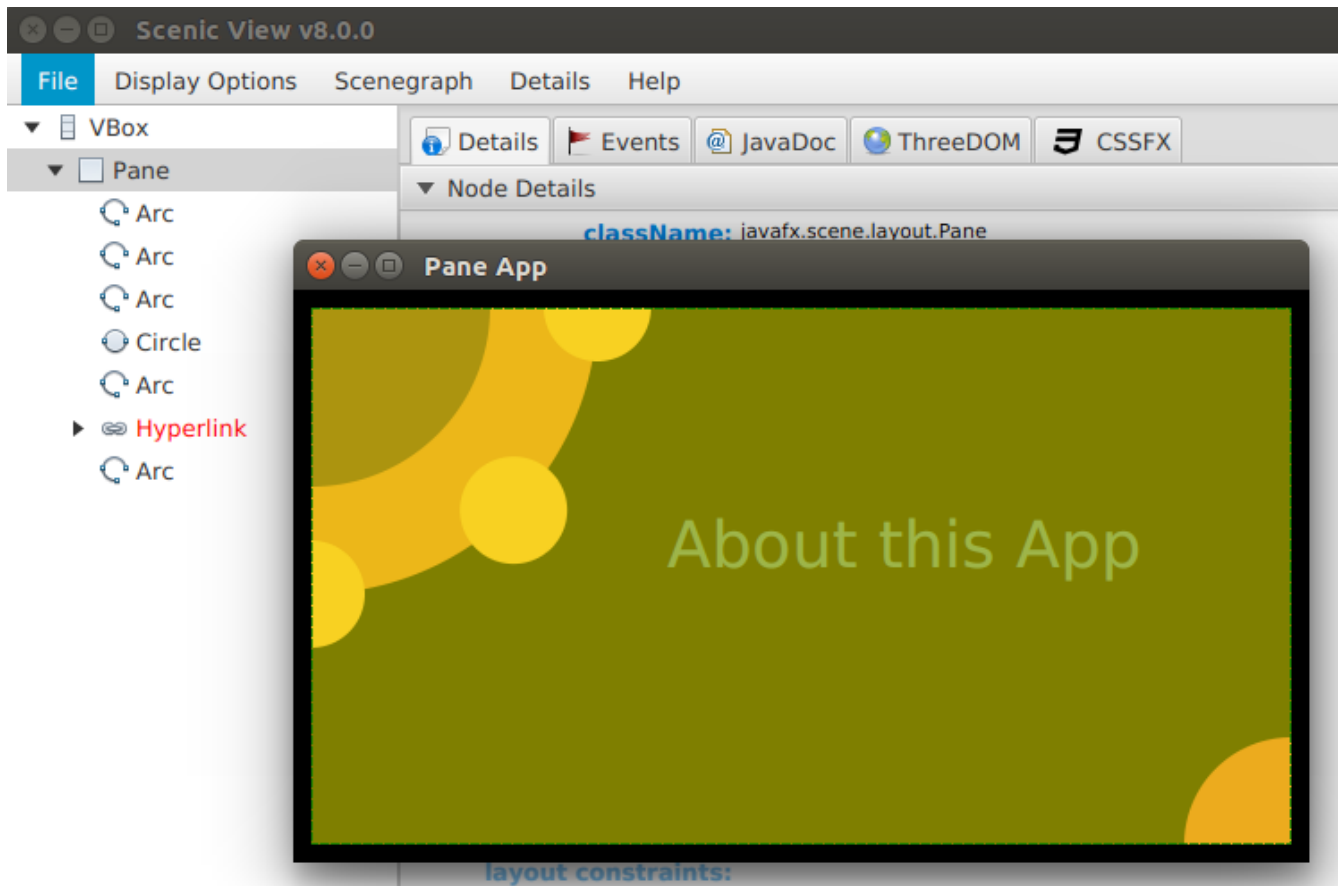 Scenic View v8.0.0
File Display Options Scenegraph Details Help
VBox
Pane
Arc
Arc
Arc
Circle
Arc
Hyperlink
Arc
Details Events JavaDoc ThreeDOM CSSFX
Node Details
className: javafx.scene.layout.Pane
Pane App
About this App
layout constraints: